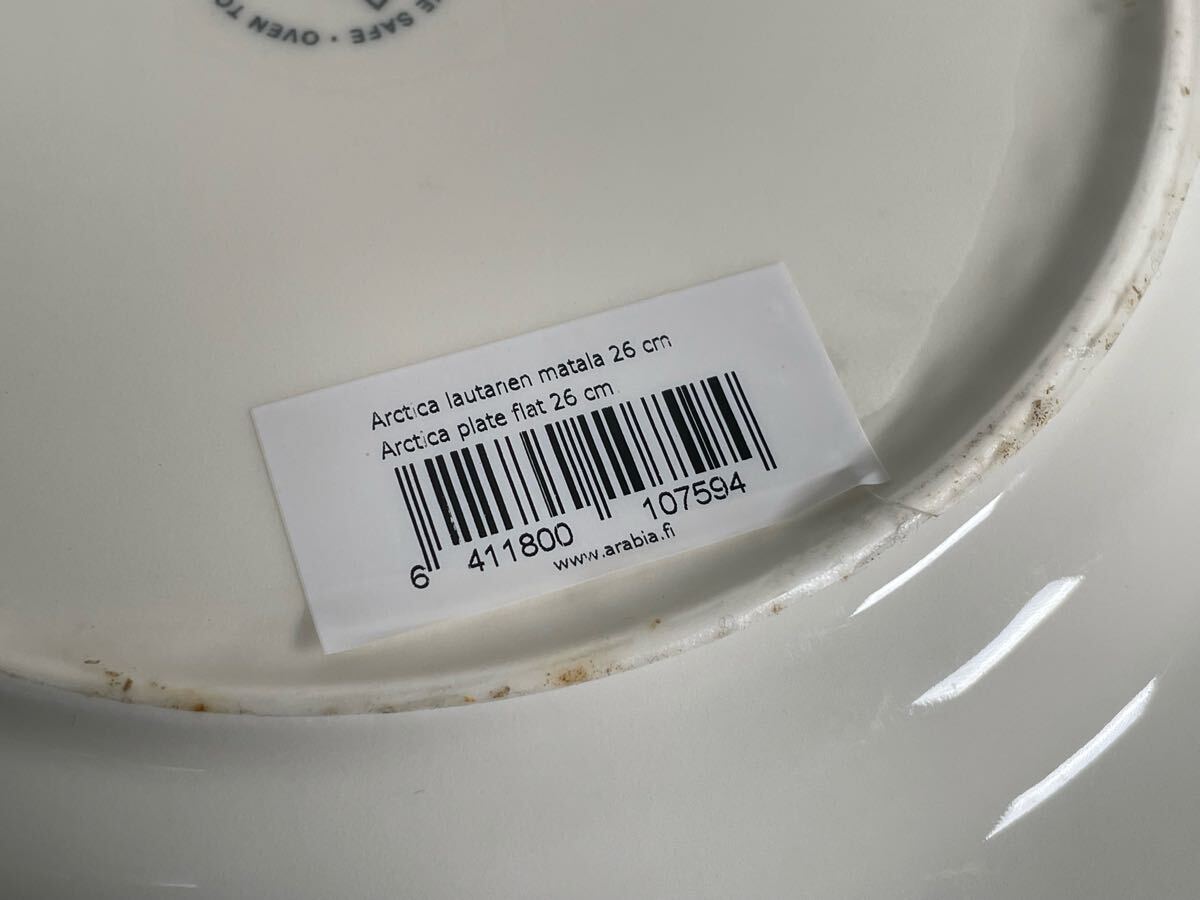 SAFE · OVEN TO
Arctica lautanen matala 26 cm
Arctica plate flat 26 cm
6 411800 107594
www.arabia.fi